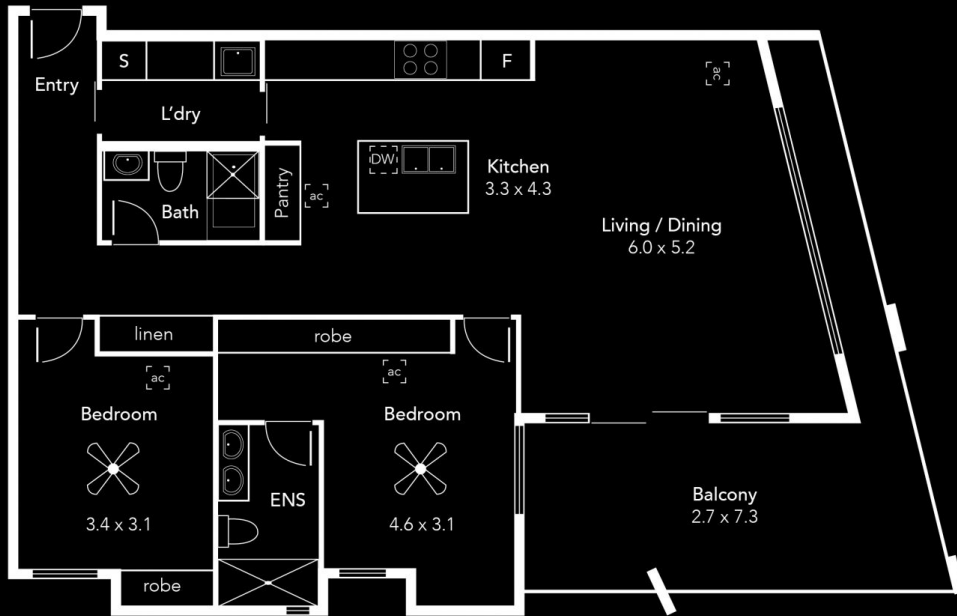 Entry
S
F
ac
L'dry
DW
Kitchen
3.3 x 4.3
Pantry
ac
Bath
Living / Dining
6.0 x 5.2
linen
robe
ac
ac
Bedroom
3.4 x 3.1
Bedroom
4.6 x 3.1
ENS
Balcony
2.7 x 7.3
robe